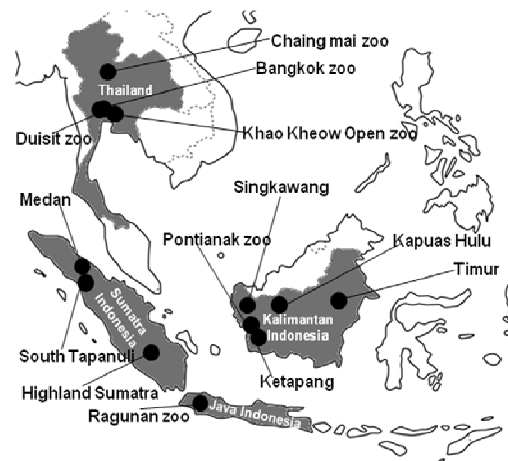 Chaing mai zoo
Bangkok zoo
Thailand
Khao Kheow Open zoo
Duisit zoo
Singkawang
Medan
Pontianak zoo
Kapuas Hulu
Timur
Sumatra
Indonesia
Kalimantan
Indonesia
South Tapanuli
Ketapang
Highland Sumatra
Ragunan zoo
Java Indonesia